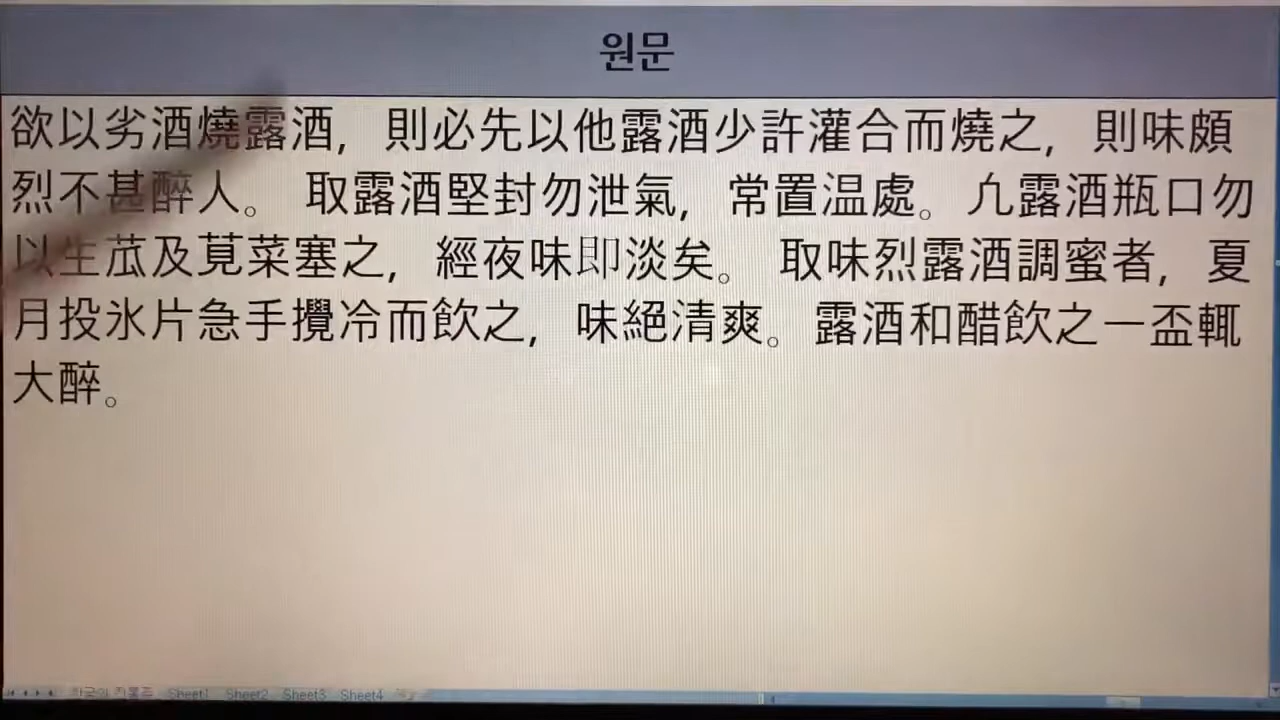 원문
欲以劣酒燒露酒, 則必先以他露酒少許灌合而燒之, 則味頗
烈不甚醉人。 取露酒堅封勿泄氣, 常置温處。 凢露酒瓶口勿
以生苽及莧菜塞之, 經夜味即淡矣。 取味烈露酒調蜜者, 夏
月投氷片急手攪冷而飮之, 味絕清爽。 露酒和醋飮之一盃輒
大醉。
Sheet1 Sheet2 Sheet3 Sheet4